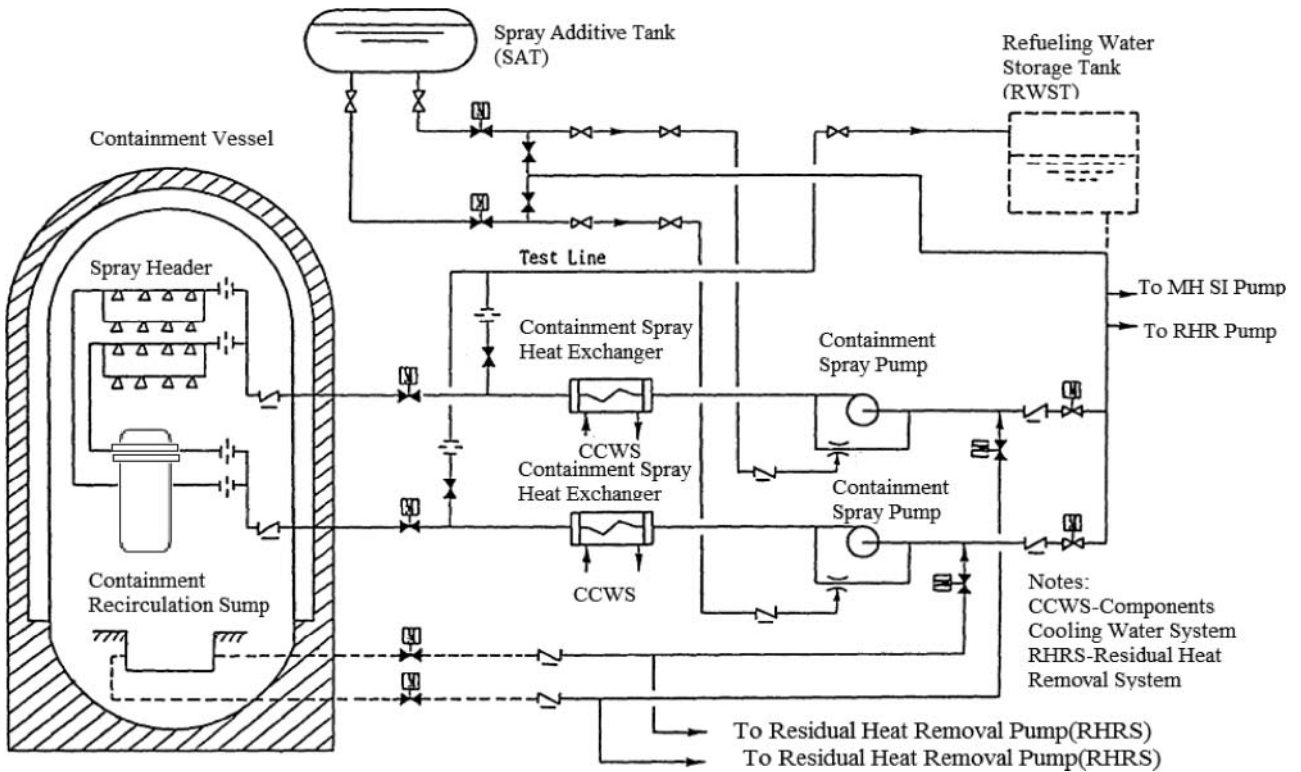 Spray Additive Tank
(SAT)
Refueling Water
Storage Tank
(RWST)
Containment Vessel
Spray Header
Test Line
To MH SI Pump
To RHR Pump
Containment Spray
Heat Exchanger
Containment
Spray Pump
CCWS
Containment Spray
Heat Exchanger
Containment
Spray Pump
CCWS
Containment
Recirculation Sump
Notes:
CCWS-Components
Cooling Water System
RHRS-Residual Heat
Removal System
To Residual Heat Removal Pump(RHRS)
To Residual Heat Removal Pump(RHRS)